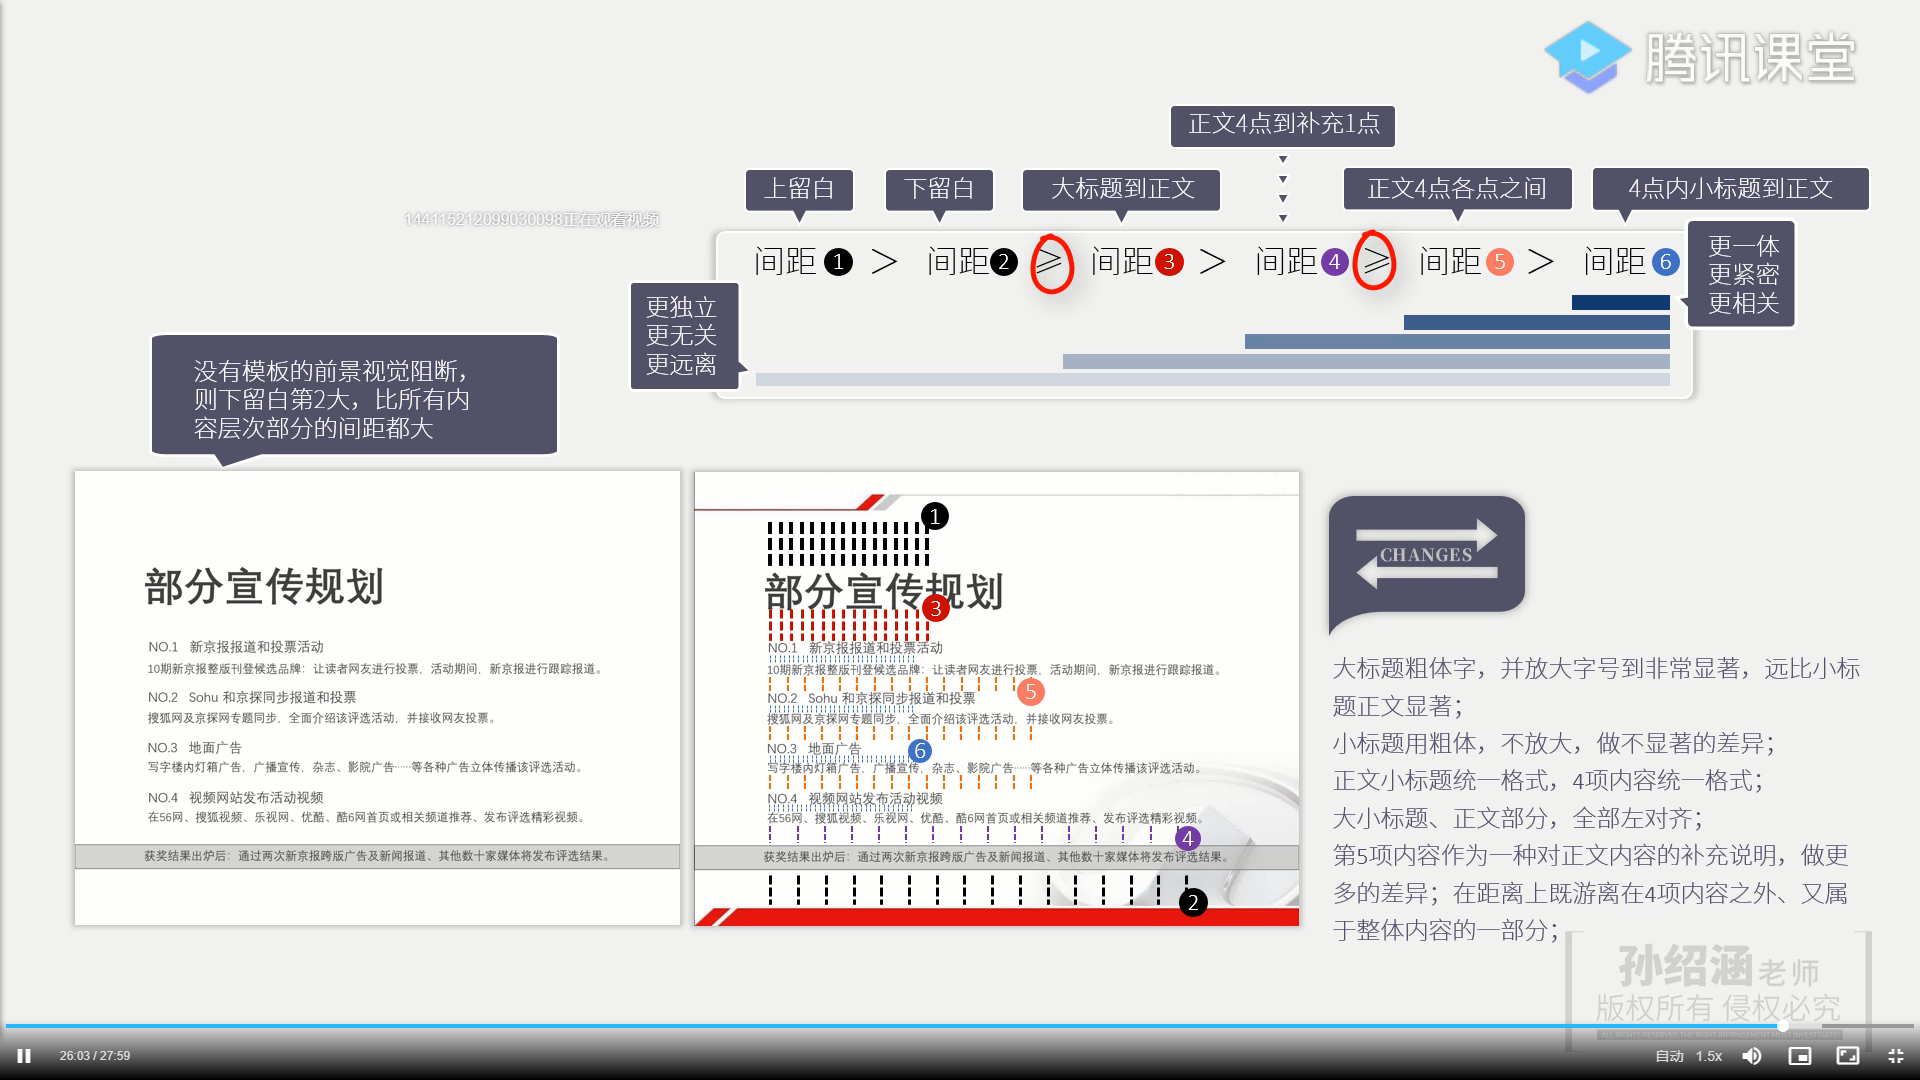 腾讯课堂
正文4点到补充1点
上留白
下留白
大标题到正文
正文4点各点之间
4点内小标题到正文
144115212099030098正在观看视频
间距 1 > 间距 2 ≥ 间距 3 > 间距 4 ≥ 间距 5 > 间距 6
更一体
更紧密
更相关
更独立
更无关
更远离
没有模板的前景视觉阻断，
则下留白第2大，比所有内
容层次部分的间距都大
部分宣传规划
NO.1 新京报报道和投票活动
10期新京报整版刊登候选品牌：让读者网友进行投票，活动期间，新京报进行跟踪报道。
NO.2 Sohu 和京探同步报道和投票
搜狐网及京探网专题同步，全面介绍该评选活动，并接收网友投票。
NO.3 地面广告
写字楼内灯箱广告，广播宣传，杂志、影院广告······等各种广告立体传播该评选活动。
NO.4 视频网站发布活动视频
在56网、搜狐视频、乐视网、优酷、酷6网首页或相关频道推荐、发布评选精彩视频。
获奖结果出炉后：通过两次新京报跨版广告及新闻报道、其他数十家媒体将发布评选结果。
1
部分宣传规划
3
NO.1 新京报报道和投票活动
10期新京报整版刊登候选品牌：让读者网友进行投票，活动期间，新京报进行跟踪报道。
5
NO.2 Sohu 和京探同步报道和投票
搜狐网及京探网专题同步，全面介绍该评选活动，并接收网友投票。
NO.3 地面广告
6
写字楼内灯箱广告，广播宣传，杂志、影院广告······等各种广告立体传播该评选活动。
NO.4 视频网站发布活动视频
在56网、搜狐视频、乐视网、优酷、酷6网首页或相关频道推荐、发布评选精彩视频。
4
获奖结果出炉后：通过两次新京报跨版广告及新闻报道、其他数十家媒体将发布评选结果。
2
CHANGES
大标题粗体字，并放大字号到非常显著，远比小标
题正文显著；
小标题用粗体，不放大，做不显著的差异；
正文小标题统一格式，4项内容统一格式；
大小标题、正文部分，全部左对齐；
第5项内容作为一种对正文内容的补充说明，做更
多的差异；在距离上既游离在4项内容之外、又属
于整体内容的一部分；
孙绍涵老师
版权所有 侵权必究
26:03 / 27:59
自动 1.5x